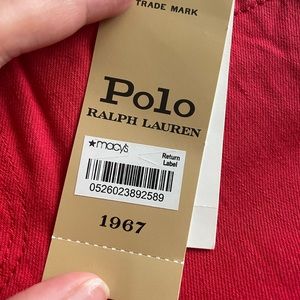 TRADE MARK
Polo
RALPH LAUREN
★macy's
Return
Label
0526023892589
1967